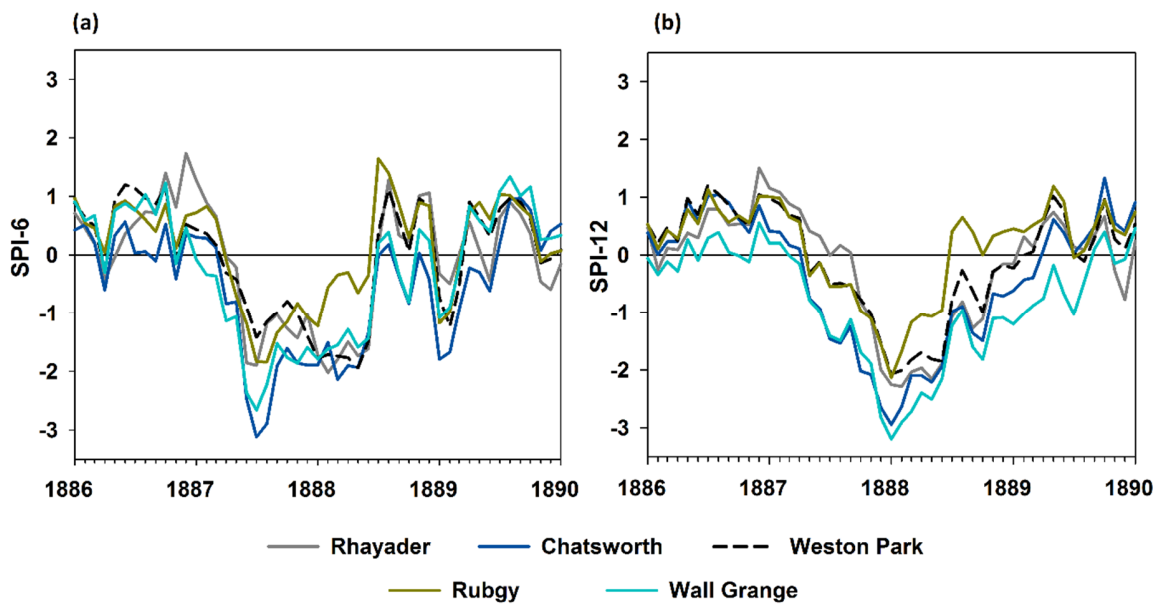 (a)
(b)
3
2
1
0
-1
-2
-3
SPI-6
1886
1887
1888
1889
1890
3
2
1
0
-1
-2
-3
SPI-12
1886
1887
1888
1889
1890
Rhayader
Chatsworth
Weston Park
Rubgy
Wall Grange